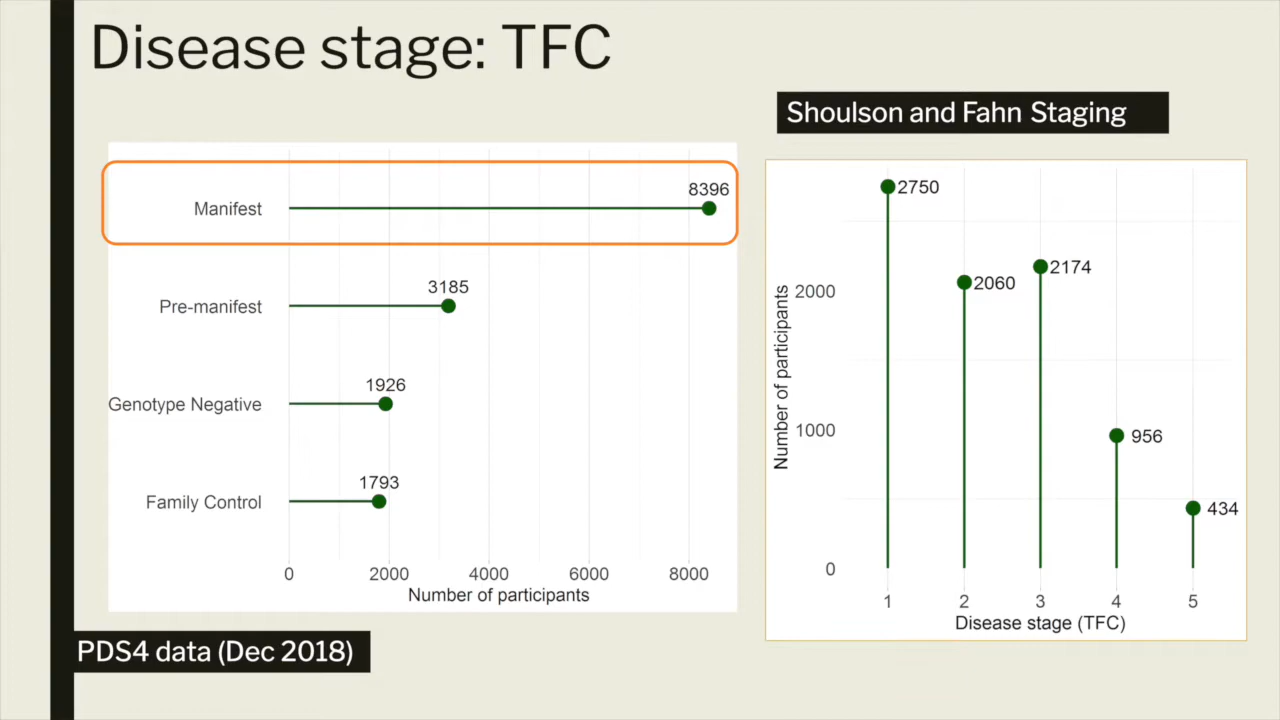 Disease stage: TFC
Shoulson and Fahn Staging
Manifest
8396
Pre-manifest
3185
Genotype Negative
1926
Family Control
1793
0 2000 4000 6000 8000
Number of participants
PDS4 data (Dec 2018)
Number of participants
2000
1000
0
2750
2060
2174
956
434
1 2 3 4 5
Disease stage (TFC)